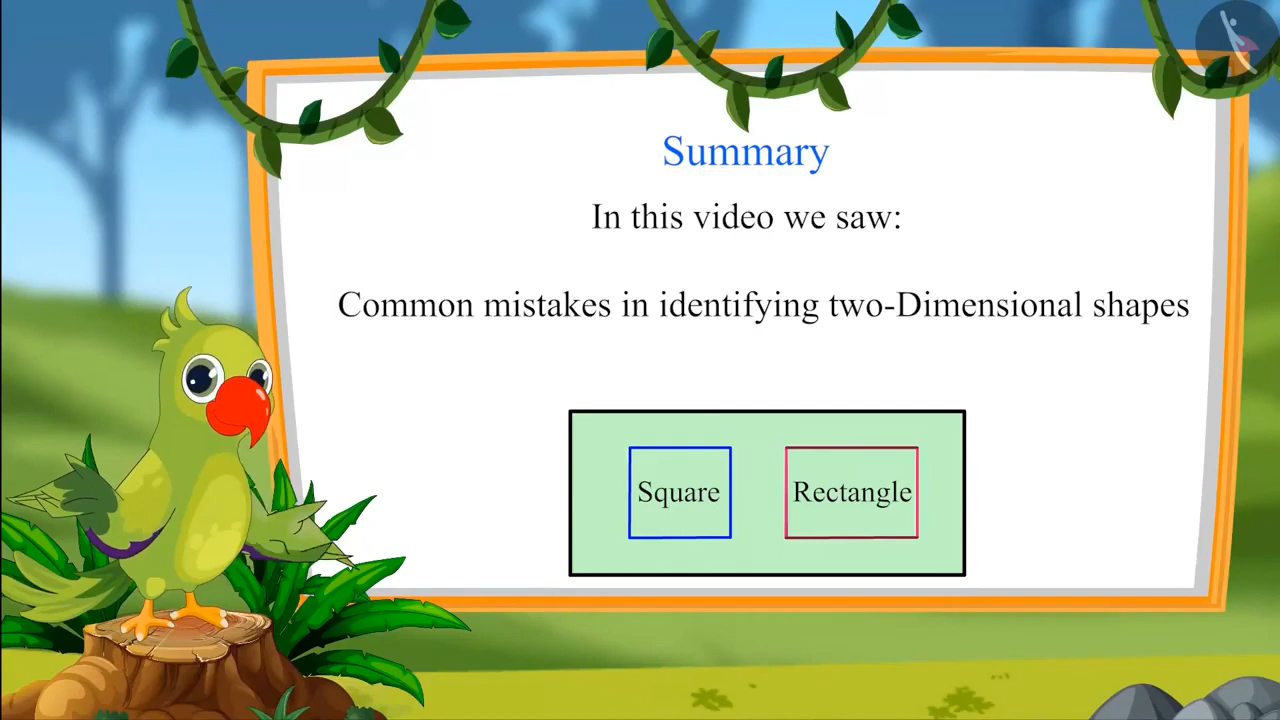 Summary
In this video we saw:
Common mistakes in identifying two-Dimensional shapes
Square Rectangle